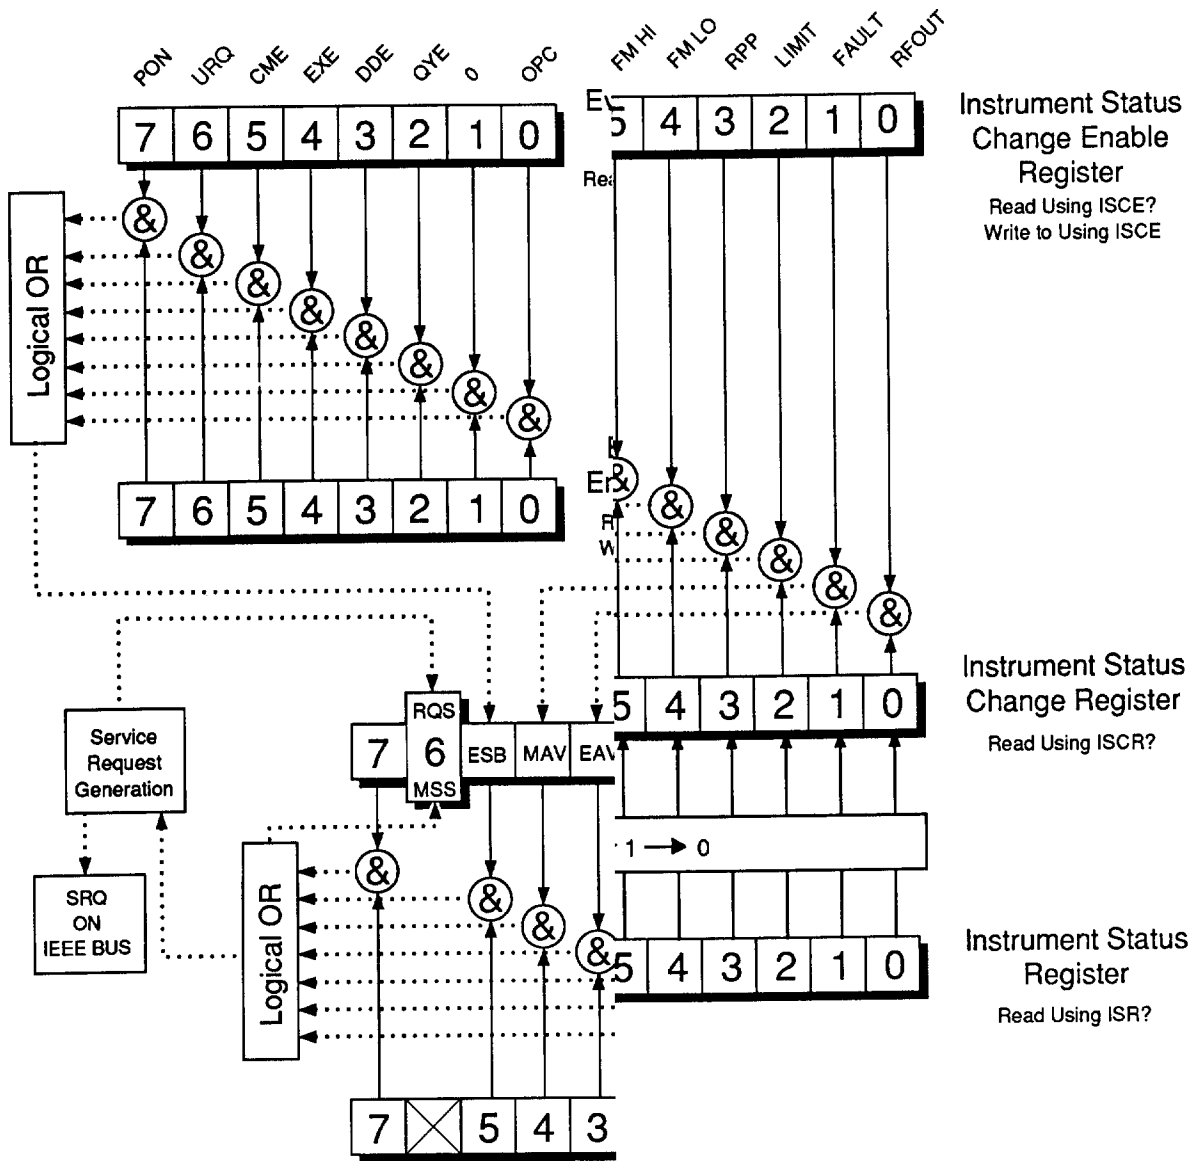 PON URQ CME EXE DDE QYE 0 OPC
FM HI FM LO RPP LIMIT FAULT RFOUT
7 6 5 4 3 2 1 0
5 4 3 2 1 0
Instrument Status
Change Enable
Register
Read Using ISCE?
Write to Using ISCE
& & & & & & & &
Logical OR
7 6 5 4 3 2 1 0
& & & & & &
Instrument Status
Change Register
Read Using ISCR?
5 4 3 2 1 0
Service
Request
Generation
RQS
7 6 ESB MAV EAV
MSS
1 → 0
SRQ
ON
IEEE BUS
Logical OR
& & & &
5 4 3 2 1 0
Instrument Status
Register
Read Using ISR?
7 5 4 3